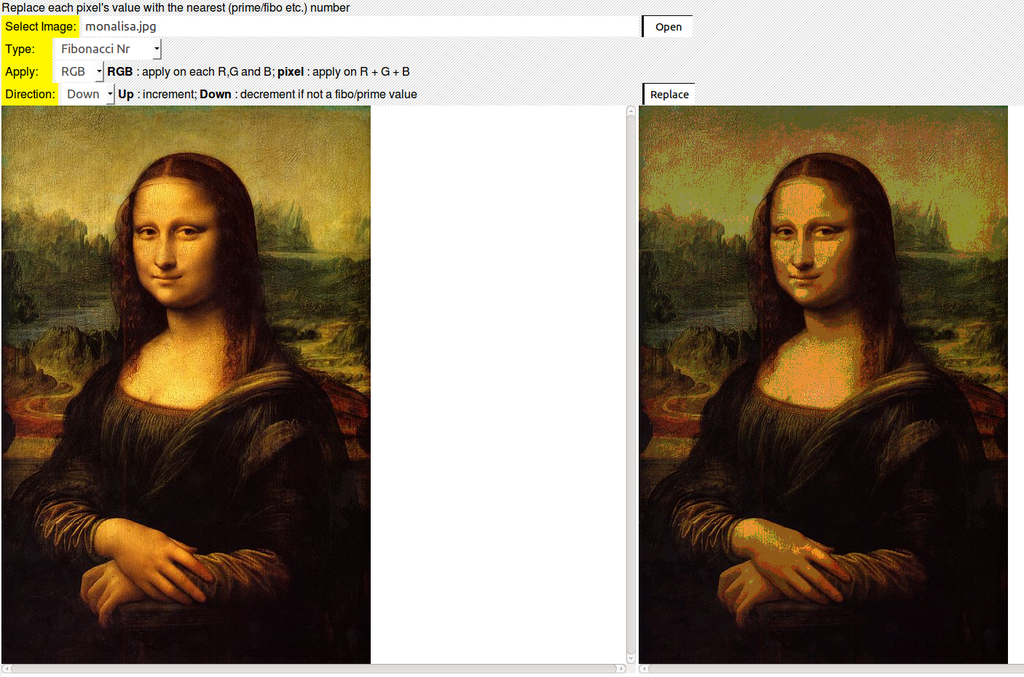 Replace each pixel's value with the nearest (prime/fibo etc.) number
Select Image: monalisa.jpg Open
Type: Fibonacci Nr
Apply: RGB RGB : apply on each R,G and B; pixel : apply on R + G + B
Direction: Down Up : increment; Down : decrement if not a fibo/prime value Replace